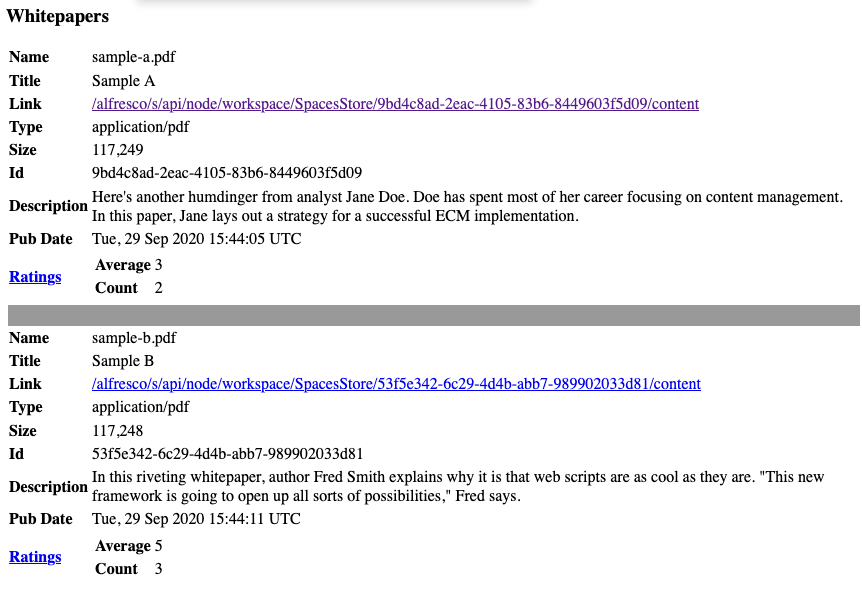 Whitepapers
Name sample-a.pdf
Title Sample A
Link /alfresco/s/api/node/workspace/SpacesStore/9bd4c8ad-2eac-4105-83b6-8449603f5d09/content
Type application/pdf
Size 117,249
Id 9bd4c8ad-2eac-4105-83b6-8449603f5d09
Description Here's another humdinger from analyst Jane Doe. Doe has spent most of her career focusing on content management.
In this paper, Jane lays out a strategy for a successful ECM implementation.
Pub Date Tue, 29 Sep 2020 15:44:05 UTC
Ratings Average 3
Count 2
Name sample-b.pdf
Title Sample B
Link /alfresco/s/api/node/workspace/SpacesStore/53f5e342-6c29-4d4b-abb7-989902033d81/content
Type application/pdf
Size 117,248
Id 53f5e342-6c29-4d4b-abb7-989902033d81
Description In this riveting whitepaper, author Fred Smith explains why it is that web scripts are as cool as they are. "This new
framework is going to open up all sorts of possibilities," Fred says.
Pub Date Tue, 29 Sep 2020 15:44:11 UTC
Ratings Average 5
Count 3